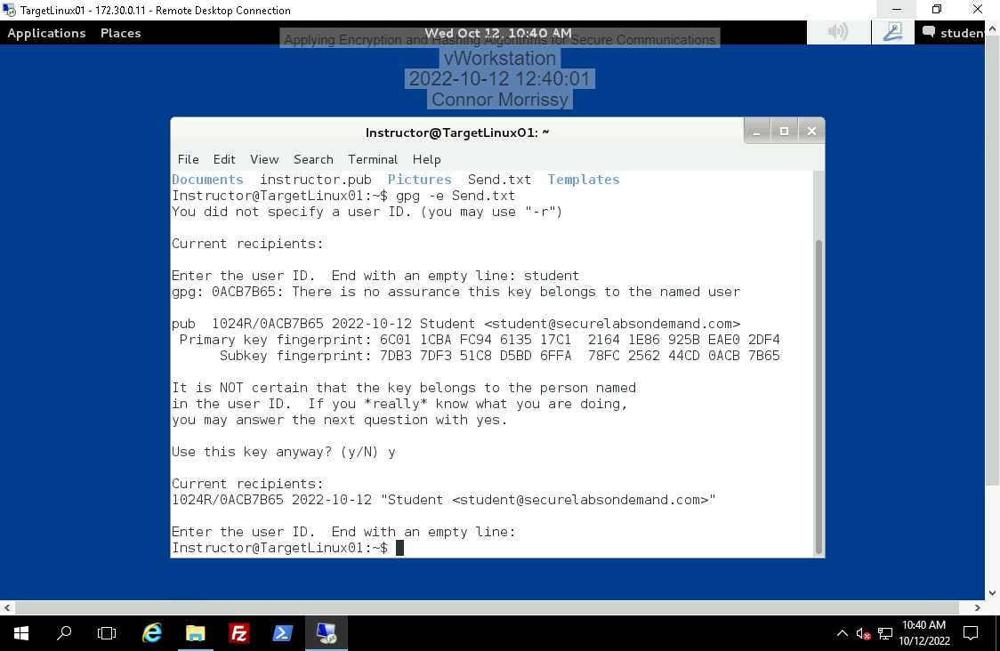 TargetLinux01 - 172.30.0.11 - Remote Desktop Connection
Applications Places Wed Oct 12, 10:40 AM studen
Applying Encryption and Hashing Algorithms for Secure Communications
vWorkstation
2022-10-12 12:40:01
Connor Morrissy
Instructor@TargetLinux01: ~
File Edit View Search Terminal Help
Documents instructor.pub Pictures Send.txt Templates
Instructor@TargetLinux01:~$ gpg -e Send.txt
You did not specify a user ID. (you may use "-r")
Current recipients:
Enter the user ID.  End with an empty line: student
gpg: 0ACB7B65: There is no assurance this key belongs to the named user
pub  1024R/0ACB7B65 2022-10-12 Student <student@securelabsondemand.com>
Primary key fingerprint: 6C01 1CBA FC94 6135 17C1  2164 1E86 925B EAE0 2DF4
Subkey fingerprint: 7DB3 7DF3 51C8 D5BD 6FFA  78FC 2562 44CD 0ACB 7B65
It is NOT certain that the key belongs to the person named
in the user ID.  If you *really* know what you are doing,
you may answer the next question with yes.
Use this key anyway? (y/N) y
Current recipients:
1024R/0ACB7B65 2022-10-12 "Student <student@securelabsondemand.com>"
Enter the user ID.  End with an empty line:
Instructor@TargetLinux01:~$
10:40 AM
10/12/2022